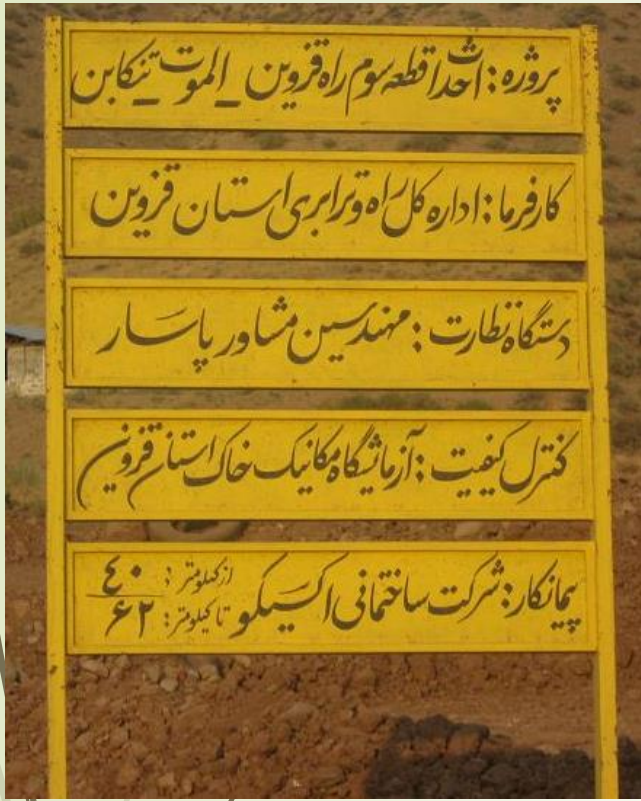 پروژه : احداث قطعه سوم راه قزوین _ الموت _ تنکابن
کارفرما : اداره کل راه و ترابری استان قزوین
دستگاه نظارت : مهندسین مشاور پاسار
کنترل کیفیت : آزمایشگاه مکانیک خاک استان قزوین
پیمانکار : شرکت ساختمانی اکسیکو از کیلومتر : ۴۰
تا کیلومتر : ۶۲